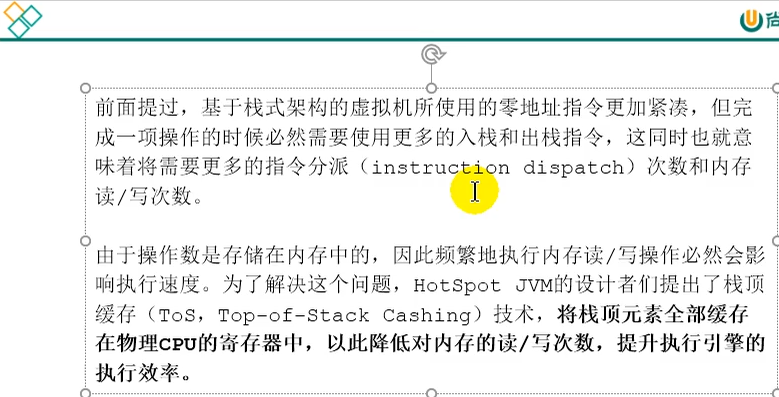 尚
前面提过，基于栈式架构的虚拟机所使用的零地址指令更加紧凑，但完
成一项操作的时候必然需要使用更多的入栈和出栈指令，这同时也就意
味着将需要更多的指令分派（instruction dispatch）次数和内存
读/写次数。
由于操作数是存储在内存中的，因此频繁地执行内存读/写操作必然会影
响执行速度。为了解决这个问题，HotSpot JVM的设计者们提出了栈顶
缓存（ToS，Top-of-Stack Cashing）技术，将栈顶元素全部缓存
在物理CPU的寄存器中，以此降低对内存的读/写次数，提升执行引擎的
执行效率。